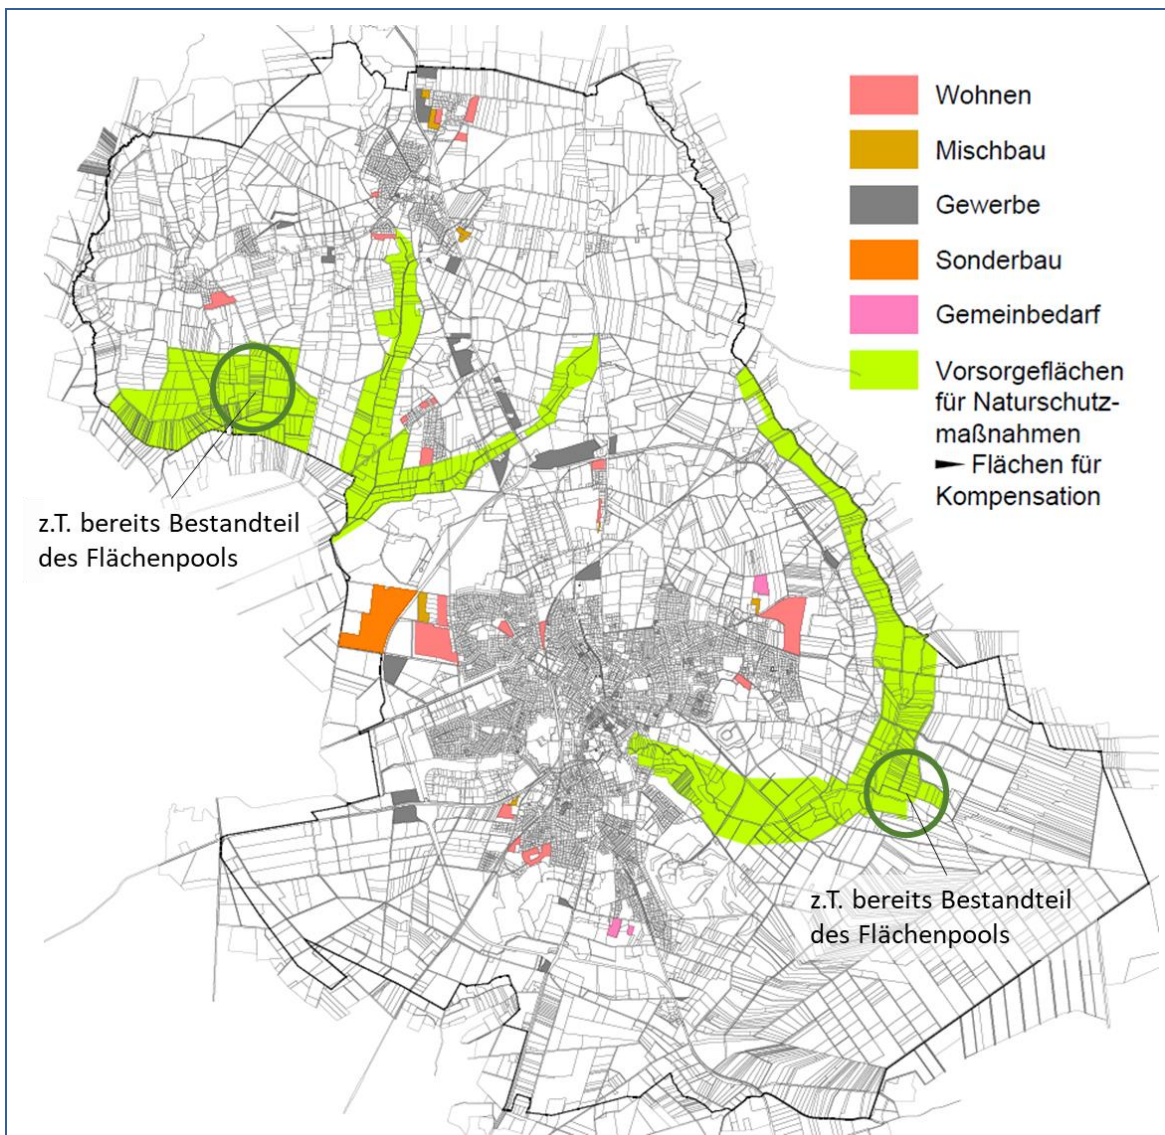 Wohnen
Mischbau
Gewerbe
Sonderbau
Gemeinbedarf
Vorsorgeflächen
für Naturschutz-
maßnahmen
► Flächen für
Kompensation
z.T. bereits Bestandteil
des Flächenpools
z.T. bereits Bestandteil
des Flächenpools